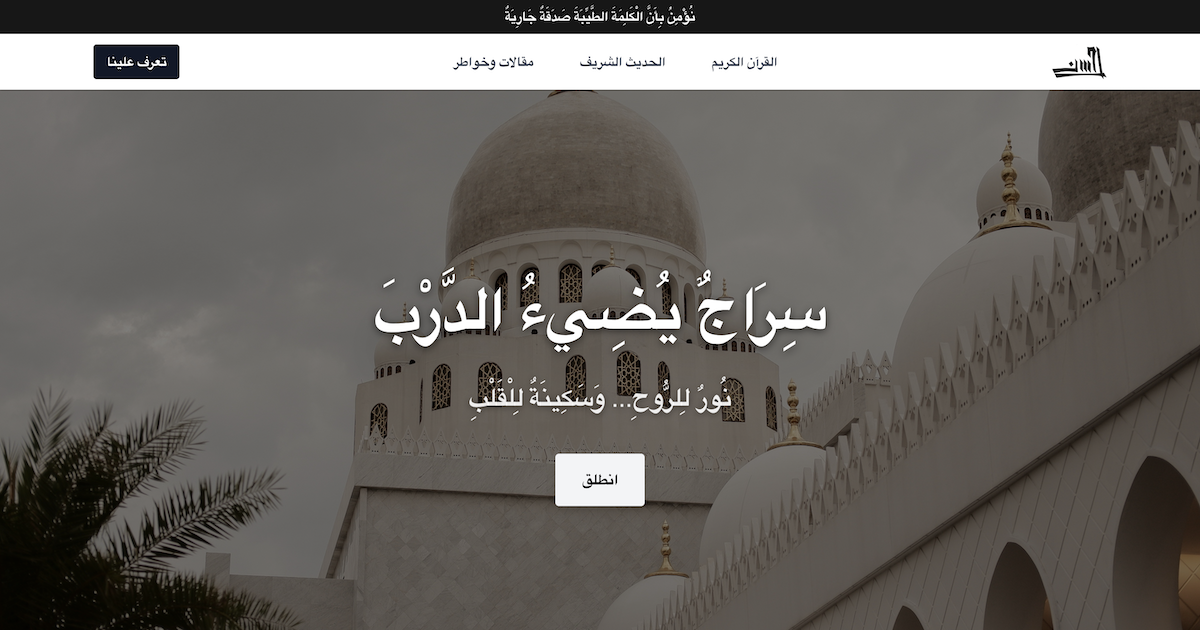 نُؤْمِنُ بِأَنَّ الْكَلِمَةَ الطَّيِّبَةَ صَدَقَةٌ جَارِيَةٌ
القرآن الكريم
الحديث الشريف
مقالات وخواطر
تعرف علينا
سِرَاجٌ يُضِيءُ الدَّرْبَ
نُورٌ لِلرُّوحِ... وَسَكِينَةٌ لِلْقَلْبِ
انطلق